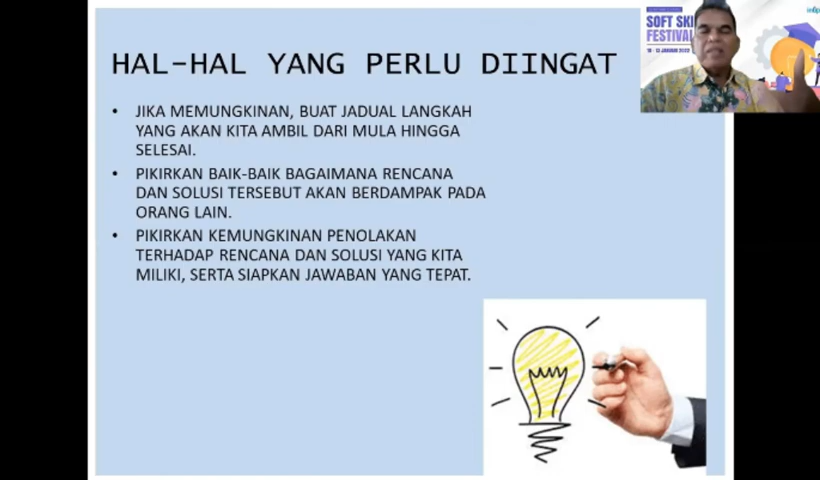 HAL-HAL YANG PERLU DIINGAT
• JIKA MEMUNGKINAN, BUAT JADUAL LANGKAH
YANG AKAN KITA AMBIL DARI MULA HINGGA
SELESAI.
• PIKIRKAN BAIK-BAIK BAGAIMANA RENCANA
DAN SOLUSI TERSEBUT AKAN BERDAMPAK PADA
ORANG LAIN.
• PIKIRKAN KEMUNGKINAN PENOLAKAN
TERHADAP RENCANA DAN SOLUSI YANG KITA
MILIKI, SERTA SIAPKAN JAWABAN YANG TEPAT.
SOFT SKI
FESTIVAL